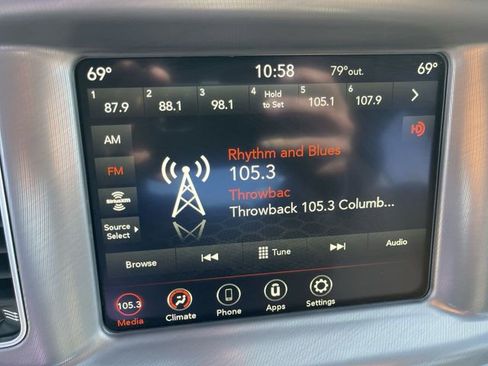 69° 10:58 79°out. 69°
1 87.9 2 88.1 3 98.1 4 Hold to Set 5 105.1 6 107.9
AM
FM
SiriusXM
Source Select
HD
Rhythm and Blues
105.3
Throwbac
Throwback 105.3 Columb...
Browse Tune Audio
105.3
Media Climate Phone Apps Settings